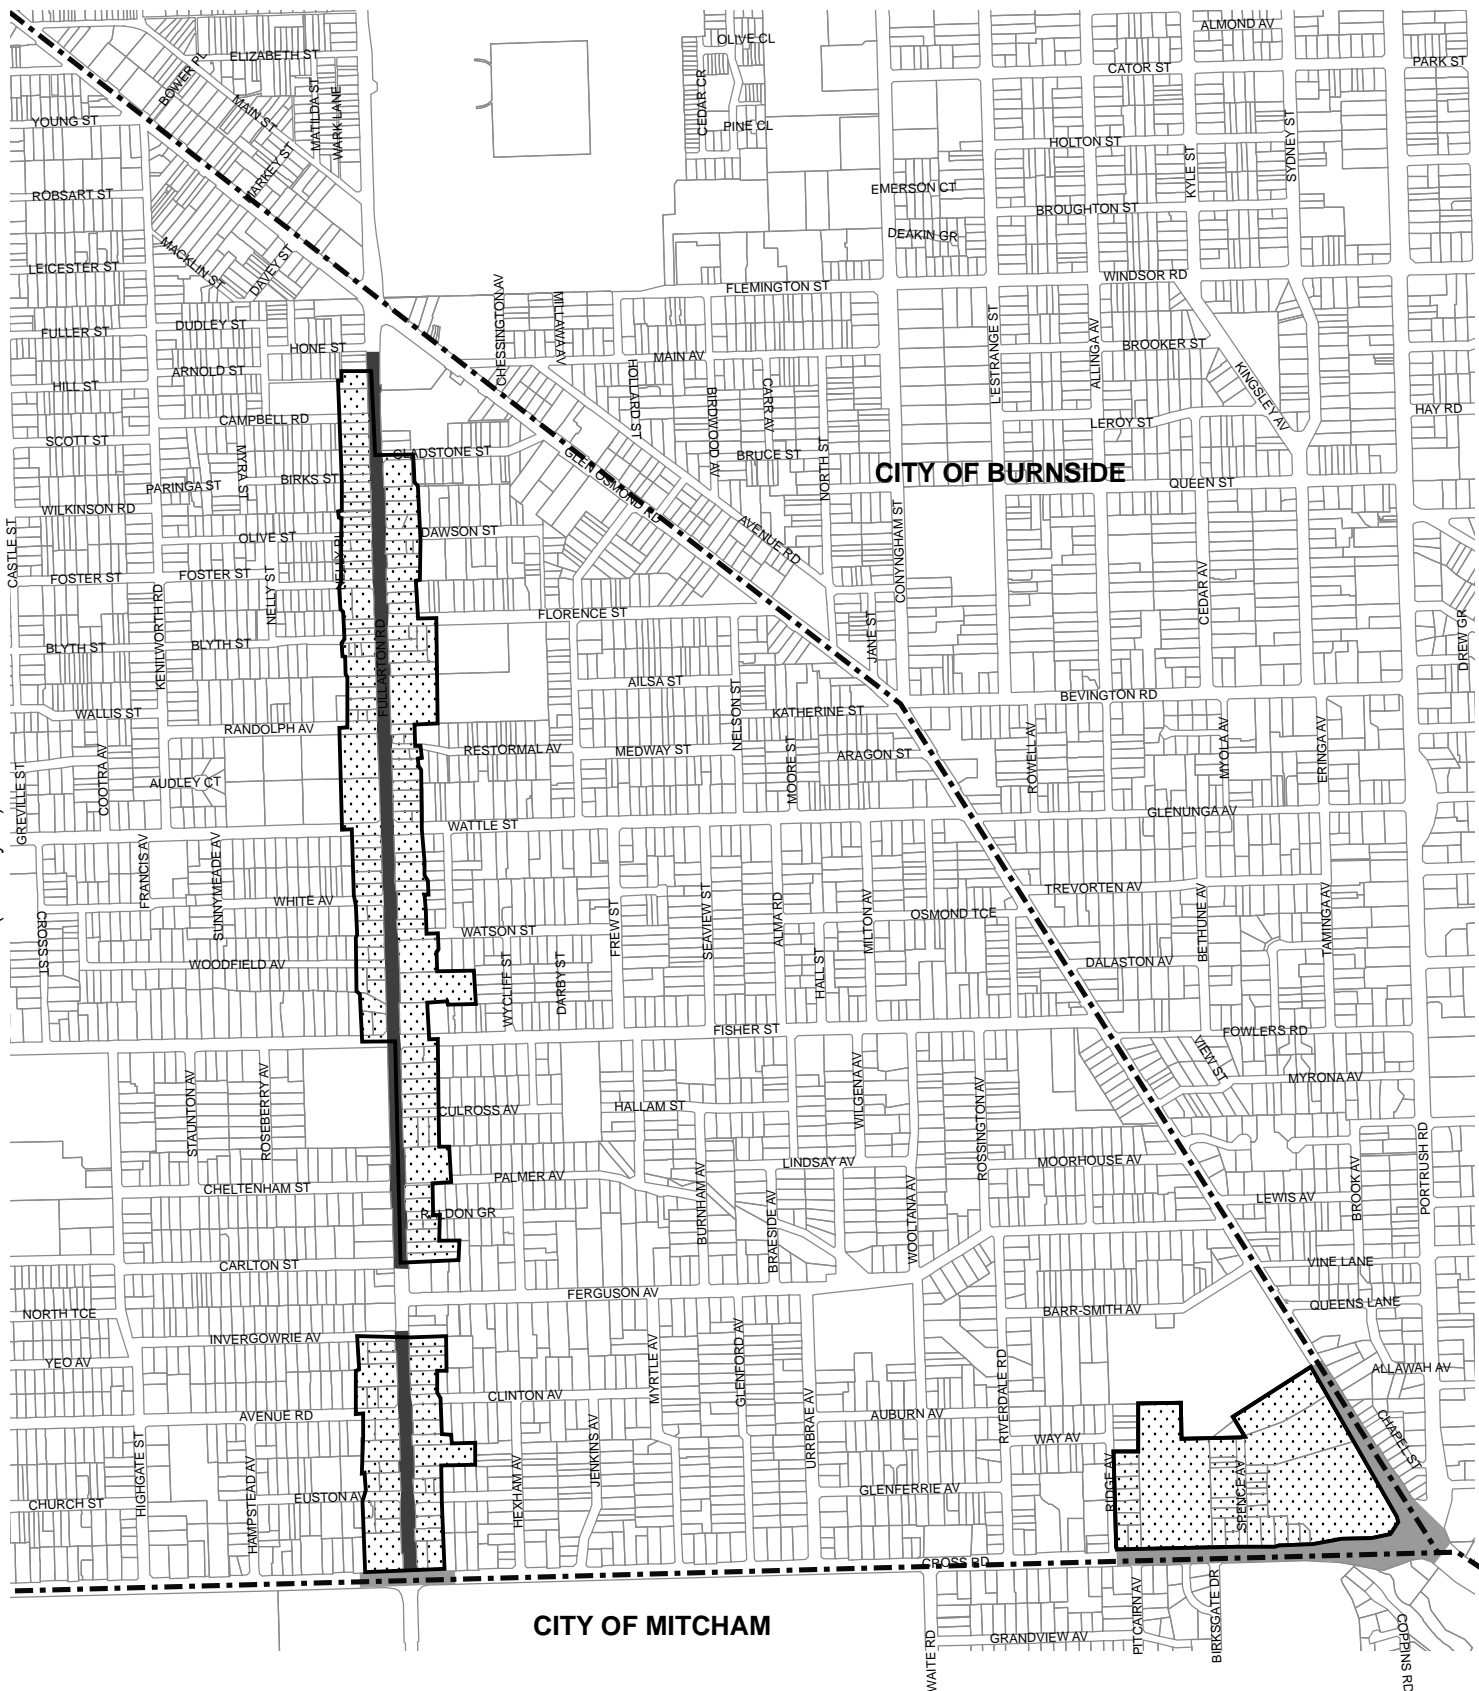 ALMOND AV
OLIVE CL
ELIZABETH ST
BOWER PL
CATOR ST
PARK ST
MAIN ST
MATILDA ST
WARK LANE
CEDAR CR
PINE CL
YOUNG ST
HOLTON ST
SYDNEY ST
KYLE ST
ROBSART ST
EMERSON CT
BROUGHTON ST
DEAKIN GR
MACKLIN ST
DAVEY ST
LEICESTER ST
WINDSOR RD
FLEMINGTON ST
CHESSINGTON AV
MILLAWA AV
FULLER ST
DUDLEY ST
HONE ST
L'ESTRANGE ST
ALLINGA AV
BROOKER ST
MAIN AV
ARNOLD ST
HILL ST
HOLLARD ST
BIRDWOOD AV
CARR AV
KINGSLEY AV
HAY RD
CAMPBELL RD
LEROY ST
SCOTT ST
MYRA ST
GLADSTONE ST
BRUCE ST
NORTH ST
CITY OF BURNSIDE
GLEN OSMOND RD
BIRKS ST
PARINGA ST
QUEEN ST
WILKINSON RD
AVENUE RD
CONYNGHAM ST
DAWSON ST
OLIVE ST
CASTLE ST
FOSTER ST
FOSTER ST
KENILWORTH RD
NELLY ST
CEDAR AV
FLORENCE ST
JANE ST
DREW GR
BLYTH ST
BLYTH ST
FULLARTON RD
AILSA ST
BEVINGTON RD
WALLIS ST
NELSON ST
KATHERINE ST
RANDOLPH AV
RESTORMAL AV
MEDWAY ST
MOORE ST
ARAGON ST
ROWELL AV
MYOLA AV
ERINGA AV
GREVILLE ST
COOTRA AV
AUDLEY CT
GLENUNGA AV
WATTLE ST
FRANCIS AV
SUNNYMEADE AV
TREVORTEN AV
WHITE AV
CROSS ST
FREW ST
SEAVIEW ST
ALMA RD
MILTON AV
OSMOND TCE
BETHUNE AV
TAMINGA AV
WATSON ST
WOODFIELD AV
DALASTON AV
WYCLIFF ST
DARBY ST
HALL ST
FISHER ST
FOWLERS RD
VIEW ST
MYRONA AV
STAUNTON AV
ROSEBERRY AV
CULROSS AV
HALLAM ST
WILGENA AV
ROSSINGTON AV
LINDSAY AV
MOORHOUSE AV
PORTRUSH RD
PALMER AV
CHELTENHAM ST
BURNHAM AV
BRAESIDE AV
WOOLTANA AV
LEWIS AV
BROOK AV
CARLTON ST
VINE LANE
FERGUSON AV
NORTH TCE
BARR-SMITH AV
QUEENS LANE
INVERGOWRIE AV
YEO AV
MYRTLE AV
GLENFORD AV
ALLAWAH AV
CLINTON AV
URRBRAE AV
AUBURN AV
RIVERDALE RD
AVENUE RD
CHAPEL ST
WAY AV
HIGHGATE ST
HAMPSTEAD AV
JENKINS AV
HEXHAM AV
GLENFERRIE AV
RIDGE AV
SPENCE AV
CHURCH ST
EUSTON AV
CROSS RD
CITY OF MITCHAM
WAITE RD
GRANDVIEW AV
PITCAIRN AV
BIRKSGATE DR
COPPINS RD